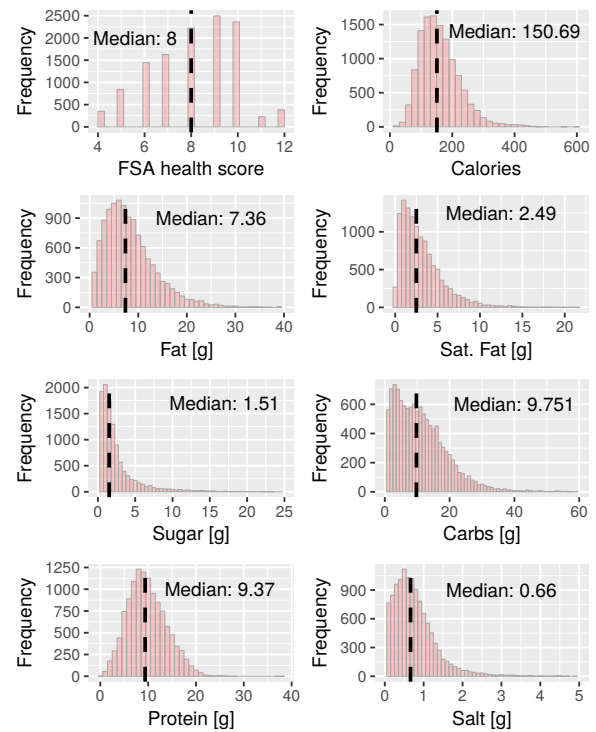 2500
2000
1500
1000
500
0
Frequency
Median: 8
4 6 8 10 12
FSA health score
1500
1000
500
0
Frequency
Median: 150.69
0 200 400 600
Calories
900
600
300
0
Frequency
Median: 7.36
0 10 20 30 40
Fat [g]
1000
500
0
Frequency
Median: 2.49
0 5 10 15 20
Sat. Fat [g]
2000
1500
1000
500
0
Frequency
Median: 1.51
0 5 10 15 20 25
Sugar [g]
600
400
200
0
Frequency
Median: 9.751
0 20 40 60
Carbs [g]
1250
1000
750
500
250
0
Frequency
Median: 9.37
0 10 20 30 40
Protein [g]
900
600
300
0
Frequency
Median: 0.66
0 1 2 3 4 5
Salt [g]